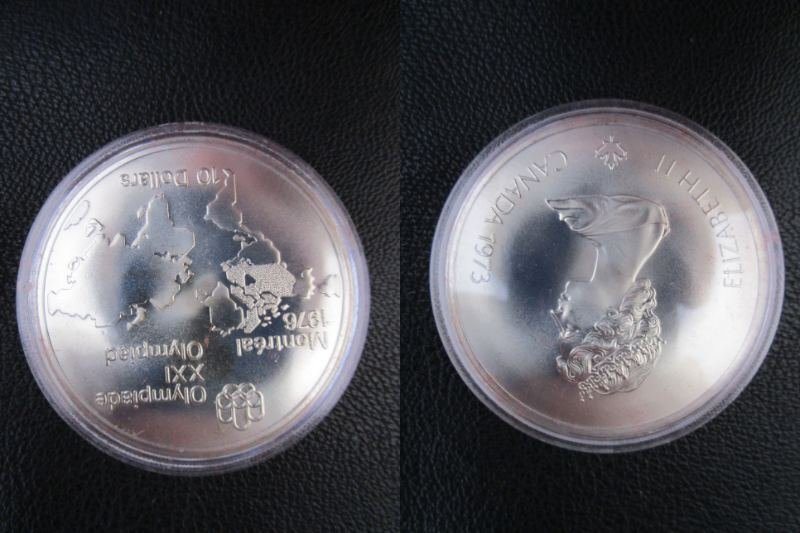 Olympiade
XXI
Olympiad
Montréal
1976
10 Dollars
ELIZABETH II
CANADA 1973